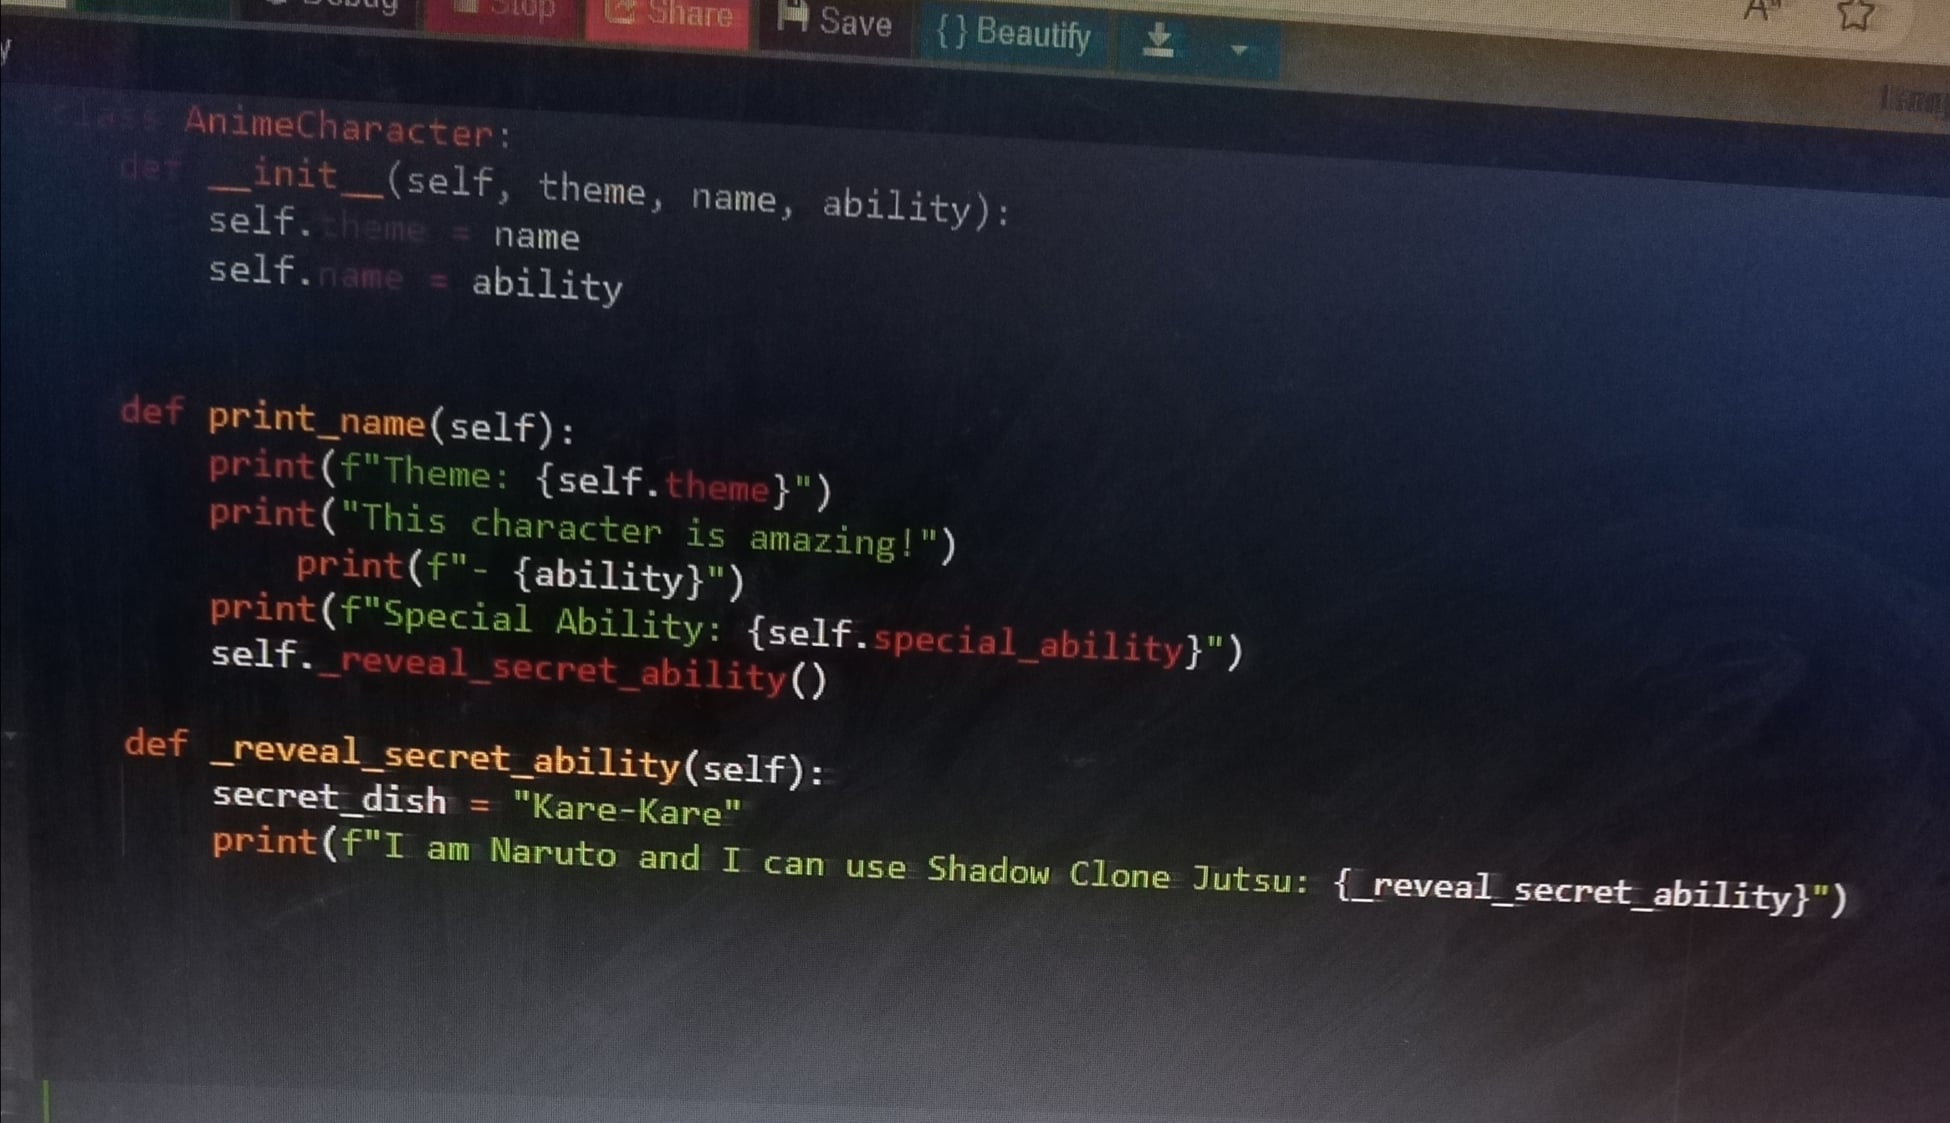 Debug Stop Share Save {} Beautify
class AnimeCharacter:
    def __init__(self, theme, name, ability):
        self.theme = name
        self.name = ability
    def print_name(self):
        print(f"Theme: {self.theme}")
        print("This character is amazing!")
            print(f"- {ability}")
        print(f"Special Ability: {self.special_ability}")
        self._reveal_secret_ability()
    def _reveal_secret_ability(self):
        secret_dish = "Kare-Kare"
        print(f"I am Naruto and I can use Shadow Clone Jutsu: {_reveal_secret_ability}")